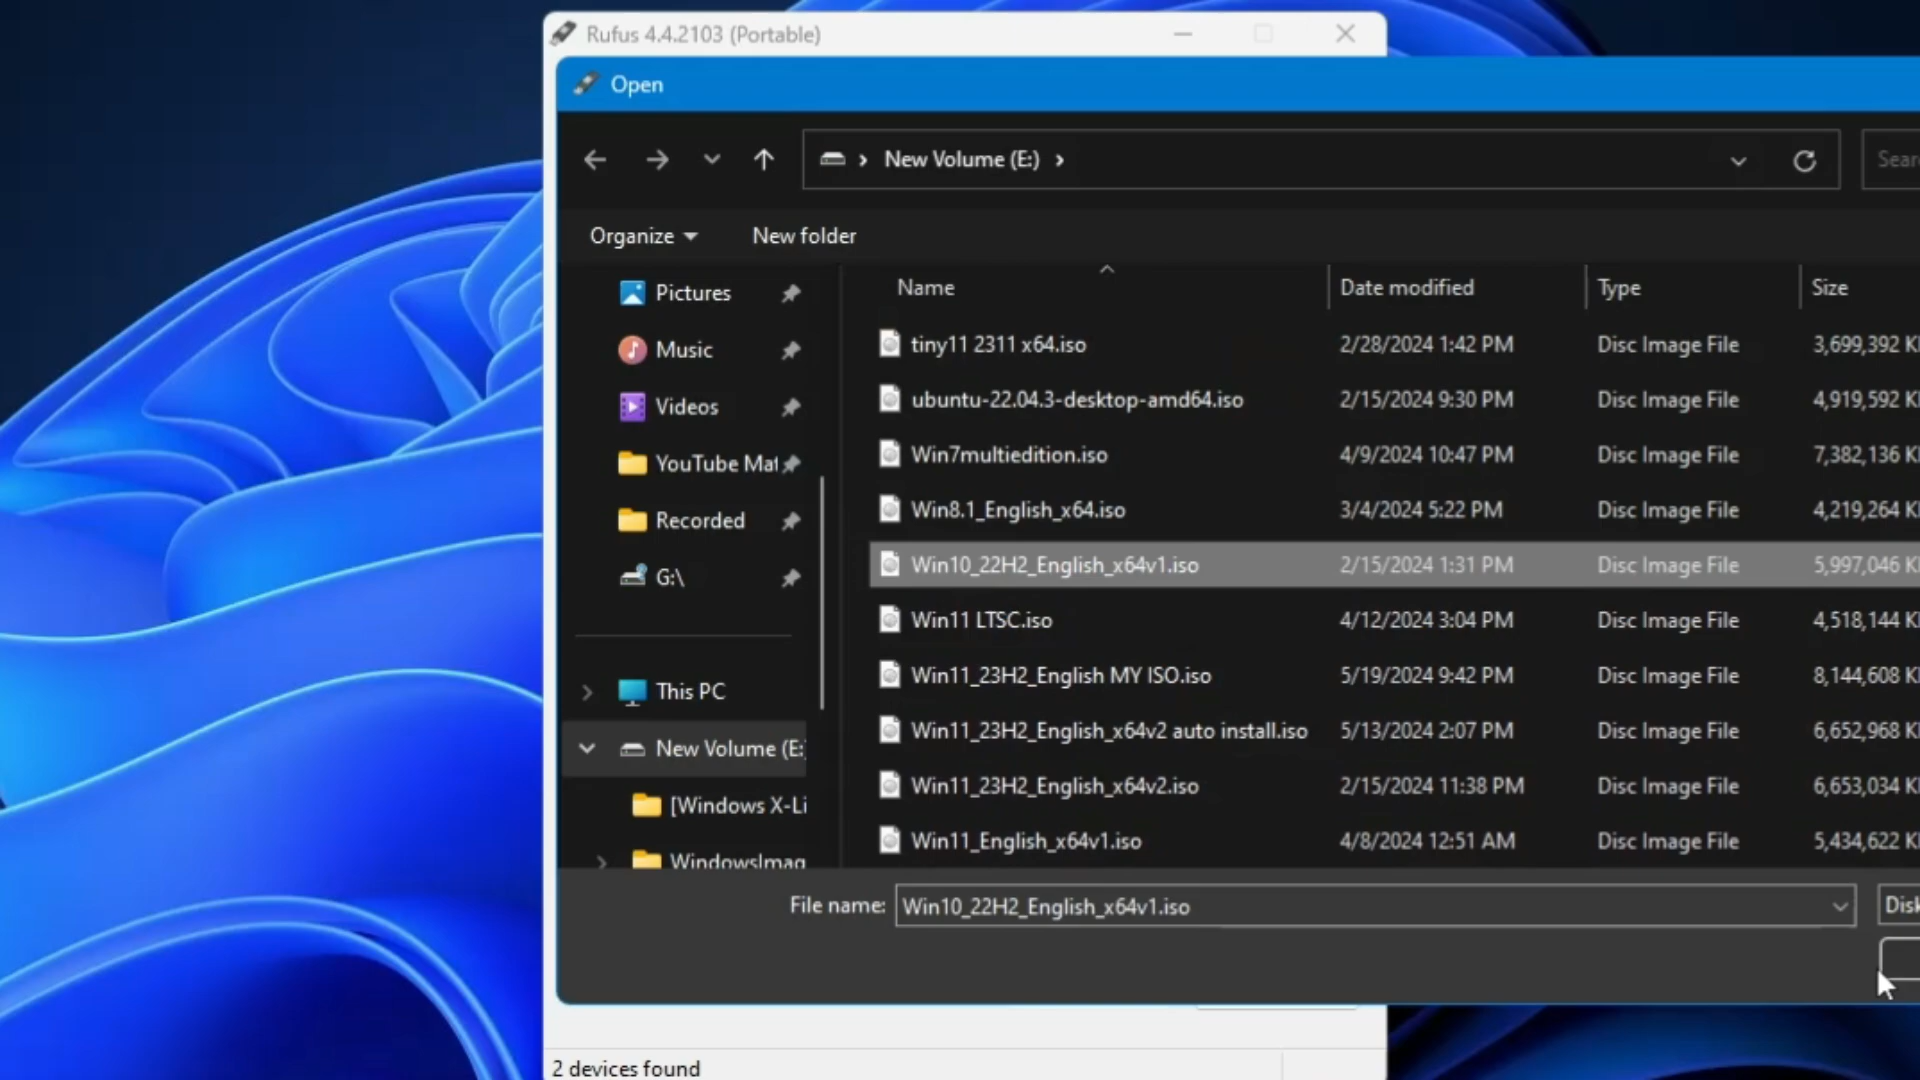 Rufus 4.4.2103 (Portable)
Open
New Volume (E:)
Sear
Organize
New folder
Pictures
Music
Videos
YouTube Mat
Recorded
G:\
This PC
New Volume (E:
[Windows X-Li
WindowsImag
Name Date modified Type Size
tiny11 2311 x64.iso 2/28/2024 1:42 PM Disc Image File 3,699,392 K
ubuntu-22.04.3-desktop-amd64.iso 2/15/2024 9:30 PM Disc Image File 4,919,592 K
Win7multiedition.iso 4/9/2024 10:47 PM Disc Image File 7,382,136 K
Win8.1_English_x64.iso 3/4/2024 5:22 PM Disc Image File 4,219,264 K
Win10_22H2_English_x64v1.iso 2/15/2024 1:31 PM Disc Image File 5,997,046 K
Win11 LTSC.iso 4/12/2024 3:04 PM Disc Image File 4,518,144 K
Win11_23H2_English MY ISO.iso 5/19/2024 9:42 PM Disc Image File 8,144,608 K
Win11_23H2_English_x64v2 auto install.iso 5/13/2024 2:07 PM Disc Image File 6,652,968 K
Win11_23H2_English_x64v2.iso 2/15/2024 11:38 PM Disc Image File 6,653,034 K
Win11_English_x64v1.iso 4/8/2024 12:51 AM Disc Image File 5,434,622 K
File name: Win10_22H2_English_x64v1.iso
Disk
2 devices found